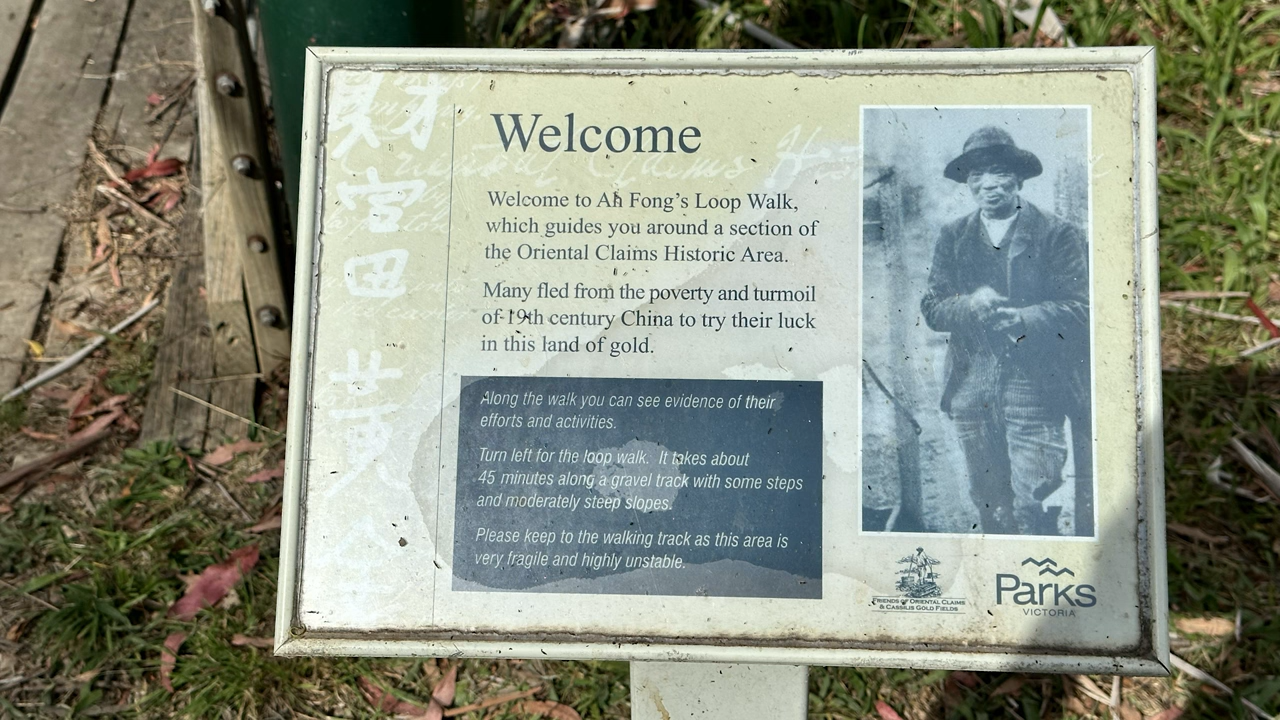 Welcome
Welcome to Ah Fong's Loop Walk,
which guides you around a section of
the Oriental Claims Historic Area.
Many fled from the poverty and turmoil
of 19th century China to try their luck
in this land of gold.
Along the walk you can see evidence of their
efforts and activities.
Turn left for the loop walk. It takes about
45 minutes along a gravel track with some steps
and moderately steep slopes.
Please keep to the walking track as this area is
very fragile and highly unstable.
FRIENDS OF ORIENTAL CLAIMS
& CASSILIS GOLD FIELDS
Parks
VICTORIA